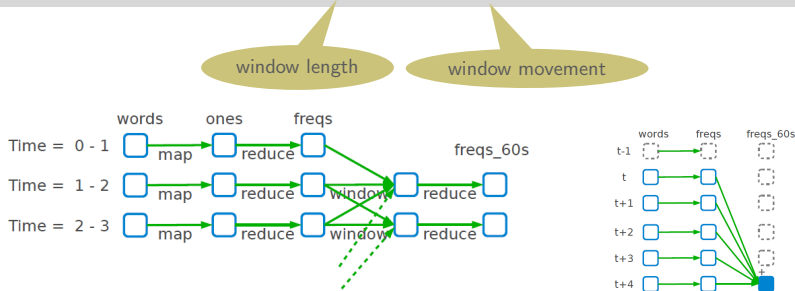 window length
window movement
words ones freqs
freqs_60s
Time = 0 - 1
map reduce
Time = 1 - 2
map reduce window reduce
Time = 2 - 3
map reduce window reduce
words freqs freqs_60s
t-1
t
t+1
t+2
t+3
+
t+4